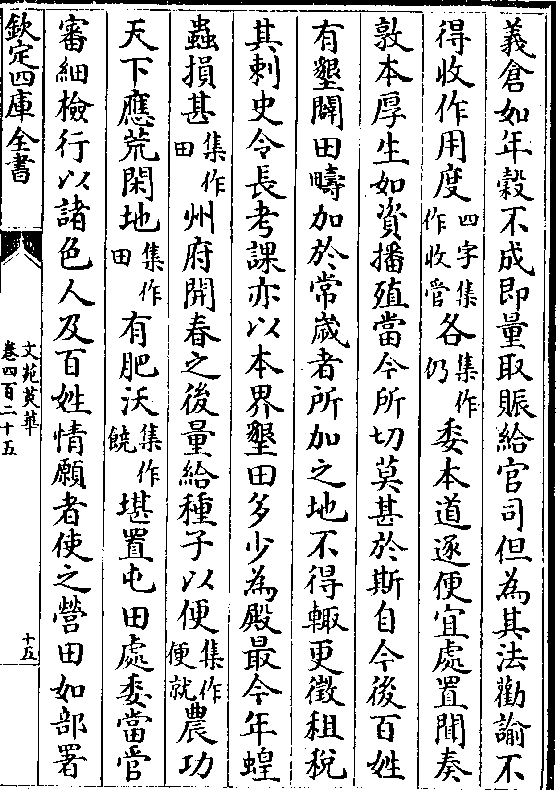 義倉如年穀不成即量取賑給官司但為其法勸諭不
得收作用度四字集作收管各集作仍委本道逐便宜處置聞奏
敦本厚生如資播殖當今所切莫甚於斯自今後百姓
有墾闢田疇加於常歲者所加之地不得輙更徵租稅
其刺史令長考課亦以本界墾田多少為殿最今年蝗
蟲損甚集作田州府開春之後量給種子以便集作便就農功
天下應荒閑地集作田有肥沃集作饒堪置屯田處委當管
審細檢行以諸色人及百姓情願者使之營田如部署
欽定四庫全書
文苑英華
卷四百二十五
十五